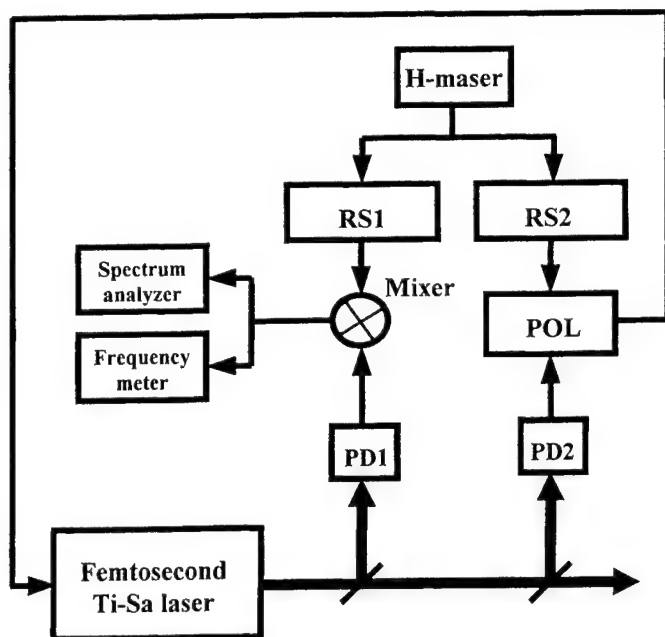 H-maser
RS1
RS2
Spectrum
analyzer
Mixer
POL
Frequency
meter
PD1
PD2
Femtosecond
Ti-Sa laser